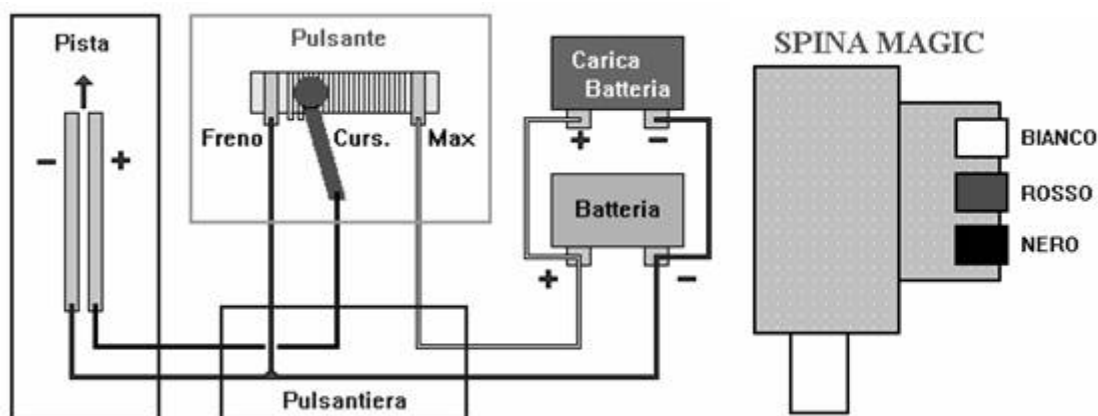 Pista
-
+
Pulsante
Freno
Curs.
Max
Carica
Batteria
+
-
Batteria
+
-
Pulsantiera
SPINA MAGIC
BIANCO
ROSSO
NERO